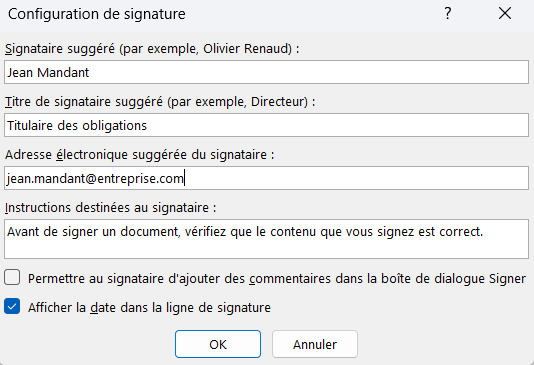 Configuration de signature
?
Signataire suggéré (par exemple, Olivier Renaud) :
Jean Mandant
Titre de signataire suggéré (par exemple, Directeur) :
Titulaire des obligations
Adresse électronique suggérée du signataire :
jean.mandant@entreprise.com
Instructions destinées au signataire :
Avant de signer un document, vérifiez que le contenu que vous signez est correct.
Permettre au signataire d'ajouter des commentaires dans la boîte de dialogue Signer
Afficher la date dans la ligne de signature
OK Annuler